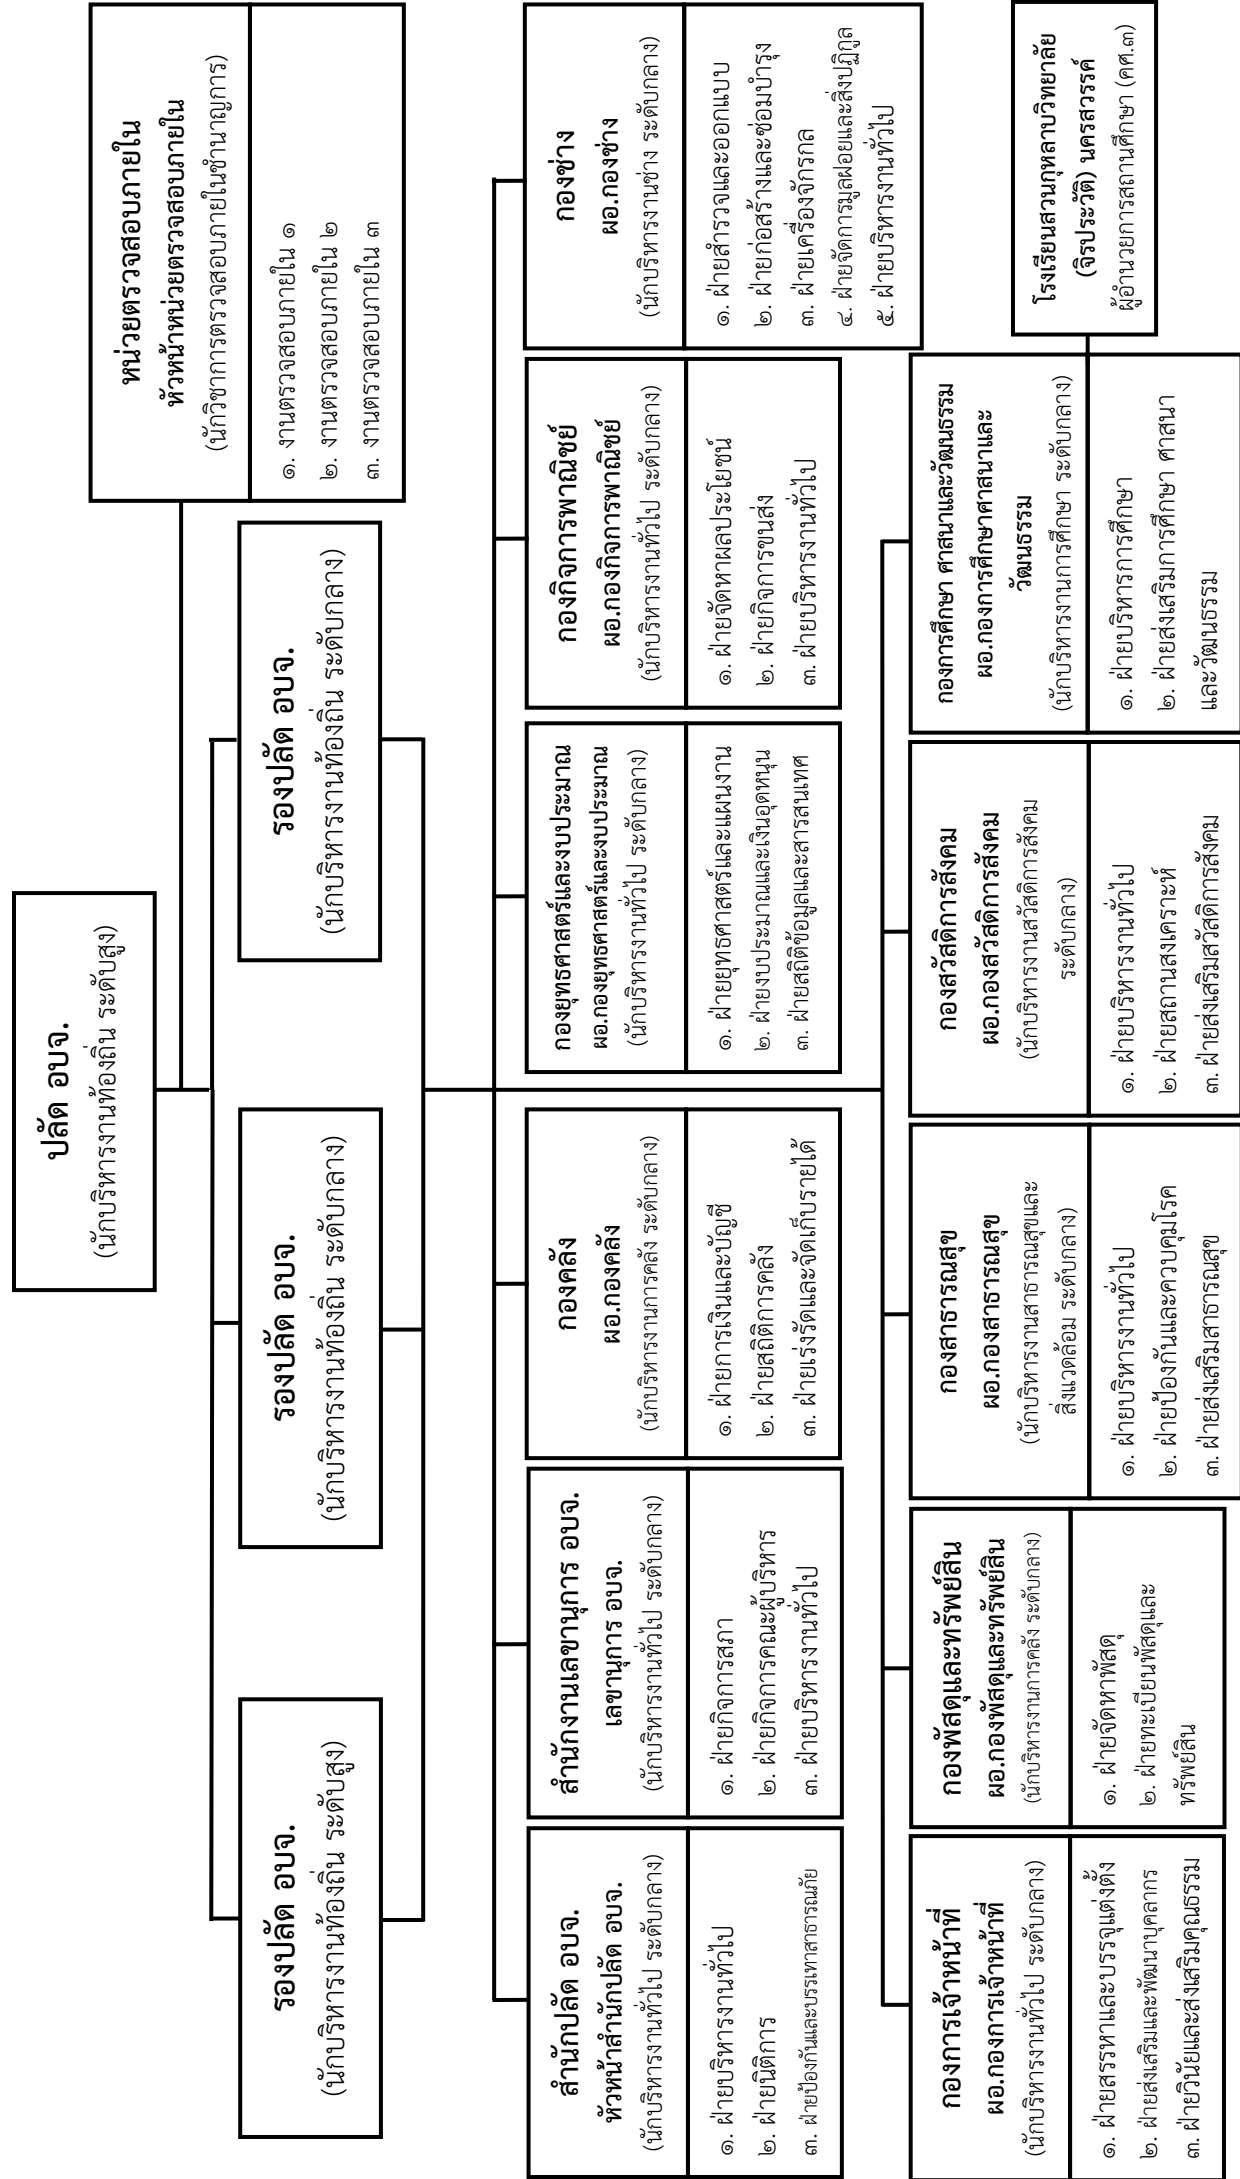 ปลัด อบจ.
(นักบริหารงานท้องถิ่น ระดับสูง)
หน่วยตรวจสอบภายใน
หัวหน้าหน่วยตรวจสอบภายใน
(นักวิชาการตรวจสอบภายในชำนาญการ)
๑. งานตรวจสอบภายใน ๑
๒. งานตรวจสอบภายใน ๒
๓. งานตรวจสอบภายใน ๓
รองปลัด อบจ.
(นักบริหารงานท้องถิ่น ระดับสูง)
รองปลัด อบจ.
(นักบริหารงานท้องถิ่น ระดับกลาง)
รองปลัด อบจ.
(นักบริหารงานท้องถิ่น ระดับกลาง)
สำนักปลัด อบจ.
หัวหน้าสำนักปลัด อบจ.
(นักบริหารงานทั่วไป ระดับกลาง)
๑. ฝ่ายบริหารงานทั่วไป
๒. ฝ่ายนิติการ
๓. ฝ่ายป้องกันและบรรเทาสาธารณภัย
สำนักงานเลขานุการ อบจ.
เลขานุการ อบจ.
(นักบริหารงานทั่วไป ระดับกลาง)
๑. ฝ่ายกิจการสภา
๒. ฝ่ายกิจการคณะผู้บริหาร
๓. ฝ่ายบริหารงานทั่วไป
กองคลัง
ผอ.กองคลัง
(นักบริหารงานการคลัง ระดับกลาง)
๑. ฝ่ายการเงินและบัญชี
๒. ฝ่ายสถิติการคลัง
๓. ฝ่ายเร่งรัดและจัดเก็บรายได้
กองยุทธศาสตร์และงบประมาณ
ผอ.กองยุทธศาสตร์และงบประมาณ
(นักบริหารงานทั่วไป ระดับกลาง)
๑. ฝ่ายยุทธศาสตร์และแผนงาน
๒. ฝ่ายงบประมาณและเงินอุดหนุน
๓. ฝ่ายสถิติข้อมูลและสารสนเทศ
กองกิจการพาณิชย์
ผอ.กองกิจการพาณิชย์
(นักบริหารงานทั่วไป ระดับกลาง)
๑. ฝ่ายจัดหาผลประโยชน์
๒. ฝ่ายกิจการขนส่ง
๓. ฝ่ายบริหารงานทั่วไป
กองช่าง
ผอ.กองช่าง
(นักบริหารงานช่าง ระดับกลาง)
๑. ฝ่ายสำรวจและออกแบบ
๒. ฝ่ายก่อสร้างและซ่อมบำรุง
๓. ฝ่ายเครื่องจักรกล
๔. ฝ่ายจัดการมูลฝอยและสิ่งปฏิกูล
๕. ฝ่ายบริหารงานทั่วไป
กองการเจ้าหน้าที่
ผอ.กองการเจ้าหน้าที่
(นักบริหารงานทั่วไป ระดับกลาง)
๑. ฝ่ายสรรหาและบรรจุแต่งตั้ง
๒. ฝ่ายส่งเสริมและพัฒนาบุคลากร
๓. ฝ่ายวินัยและส่งเสริมคุณธรรม
กองพัสดุและทรัพย์สิน
ผอ.กองพัสดุและทรัพย์สิน
(นักบริหารงานการคลัง ระดับกลาง)
๑. ฝ่ายจัดหาพัสดุ
๒. ฝ่ายทะเบียนพัสดุและ
ทรัพย์สิน
กองสาธารณสุข
ผอ.กองสาธารณสุข
(นักบริหารงานสาธารณสุขและ
สิ่งแวดล้อม ระดับกลาง)
๑. ฝ่ายบริหารงานทั่วไป
๒. ฝ่ายป้องกันและควบคุมโรค
๓. ฝ่ายส่งเสริมสาธารณสุข
กองสวัสดิการสังคม
ผอ.กองสวัสดิการสังคม
(นักบริหารงานสวัสดิการสังคม
ระดับกลาง)
๑. ฝ่ายบริหารงานทั่วไป
๒. ฝ่ายสถานสงเคราะห์
๓. ฝ่ายส่งเสริมสวัสดิการสังคม
กองการศึกษา ศาสนาและวัฒนธรรม
ผอ.กองการศึกษาศาสนาและ
วัฒนธรรม
(นักบริหารงานการศึกษา ระดับกลาง)
๑. ฝ่ายบริหารการศึกษา
๒. ฝ่ายส่งเสริมการศึกษา ศาสนา
และวัฒนธรรม
โรงเรียนสวนกุหลาบวิทยาลัย
(จิรประวัติ) นครสวรรค์
ผู้อำนวยการสถานศึกษา (คศ.๓)